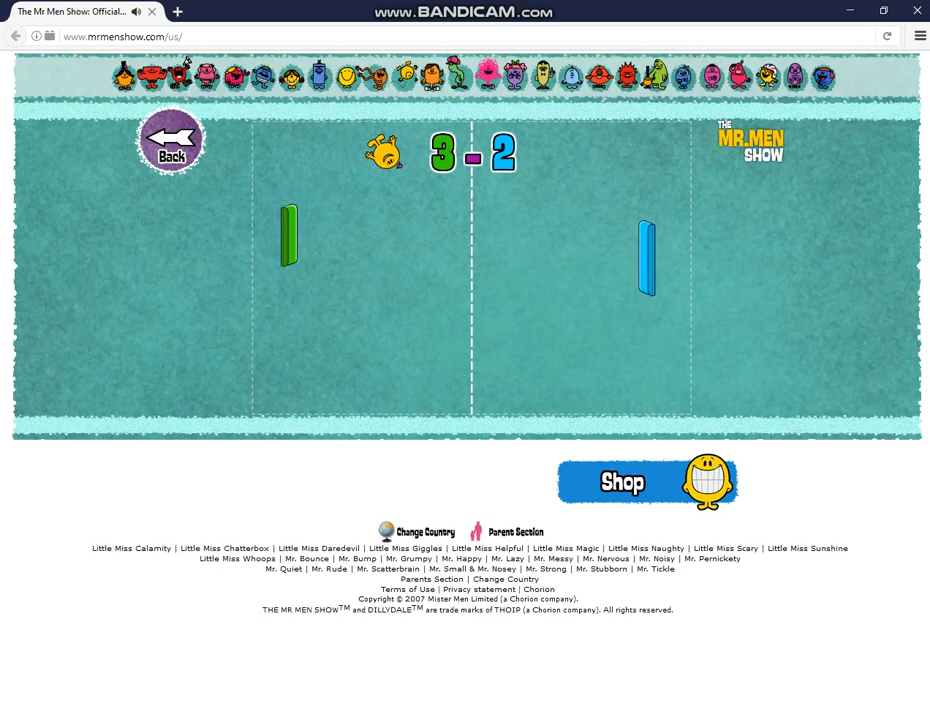 The Mr Men Show: Official...
www.BANDICAM.com
www.mrmenshow.com/us/
Back
3 - 2
THE
MR.MEN
SHOW
Shop
Change Country Parent Section
Little Miss Calamity | Little Miss Chatterbox | Little Miss Daredevil | Little Miss Giggles | Little Miss Helpful | Little Miss Magic | Little Miss Naughty | Little Miss Scary | Little Miss Sunshine
Little Miss Whoops | Mr. Bounce | Mr. Bump | Mr. Grumpy | Mr. Happy | Mr. Lazy | Mr. Messy | Mr. Nervous | Mr. Noisy | Mr. Pernickety
Mr. Quiet | Mr. Rude | Mr. Scatterbrain | Mr. Small & Mr. Nosey | Mr. Strong | Mr. Stubborn | Mr. Tickle
Parents Section | Change Country
Terms of Use | Privacy statement | Chorion
Copyright © 2007 Mister Men Limited (a Chorion company).
THE MR MEN SHOW™ and DILLYDALE™ are trade marks of THOIP (a Chorion company). All rights reserved.